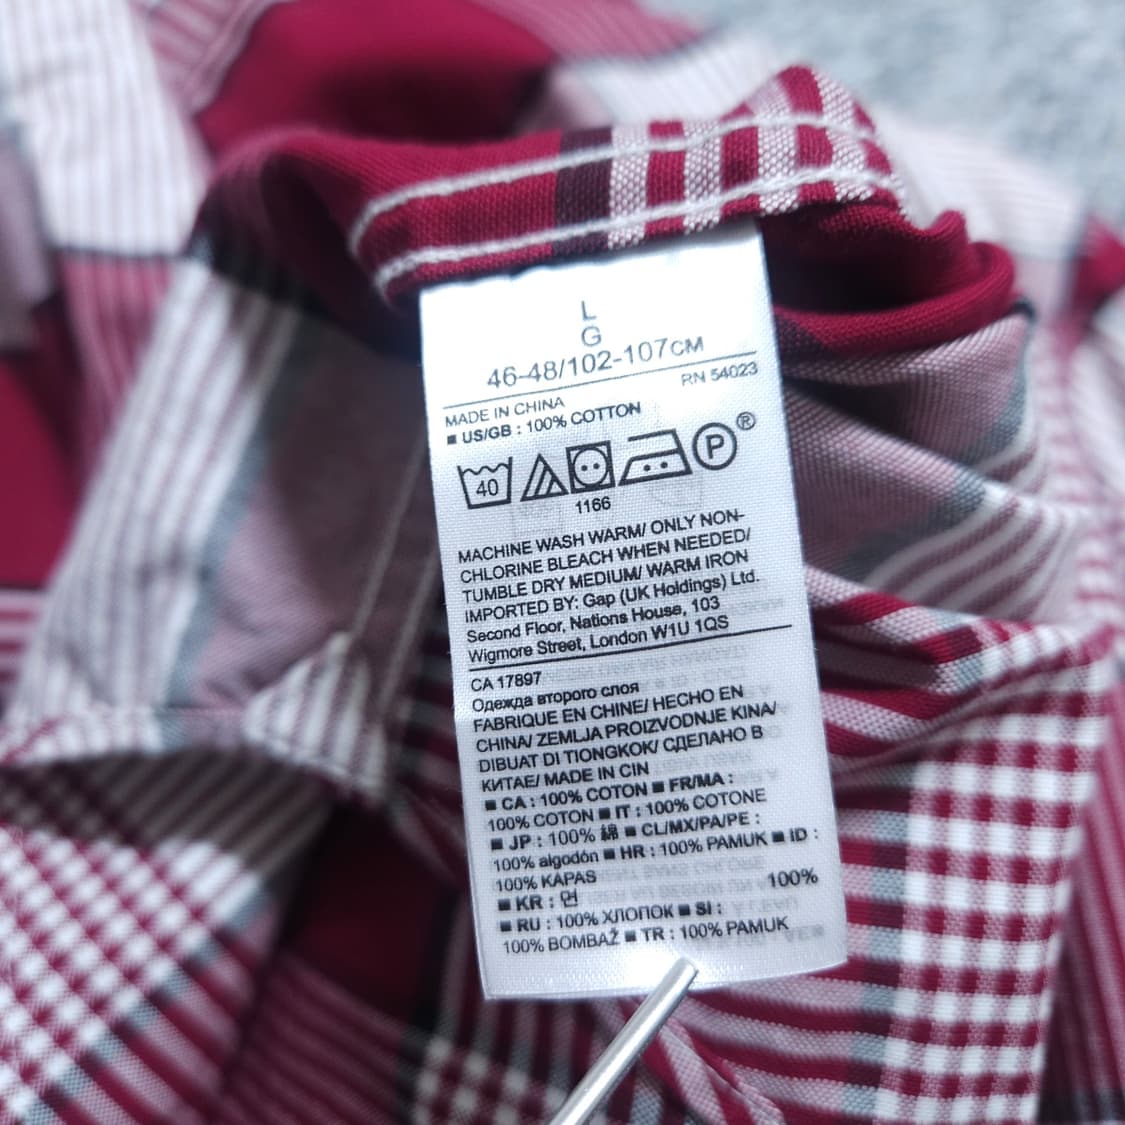 L
G
46-48/102-107CM
RN 54023
MADE IN CHINA
■ US/GB : 100% COTTON
40
P®
1166
MACHINE WASH WARM/ ONLY NON-
CHLORINE BLEACH WHEN NEEDED/
TUMBLE DRY MEDIUM/ WARM IRON
IMPORTED BY: Gap (UK Holdings) Ltd.
Second Floor, Nations House, 103
Wigmore Street, London W1U 1QS
CA 17897
Одежда второго слоя
FABRIQUE EN CHINE/ HECHO EN
CHINA/ ZEMLJA PROIZVODNJE KINA/
DIBUAT DI TIONGKOK/ СДЕЛАНО В
КИТАЕ/ MADE IN CIN
■ CA : 100% COTON ■ FR/MA :
100% COTON ■ IT : 100% COTONE
■ JP : 100% 綿 ■ CL/MX/PA/PE :
100% algodón ■ HR : 100% PAMUK ■ ID :
100% KAPAS
■ KR : 면 100%
■ RU : 100% ХЛОПОК ■ SI :
100% BOMBAŽ ■ TR : 100% PAMUK